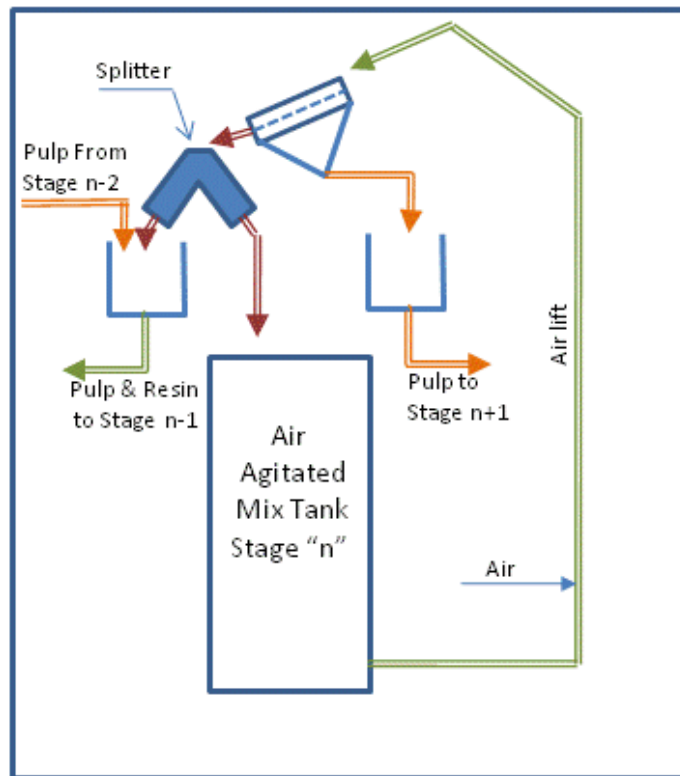 Splitter
Pulp From
Stage n-2
Air lift
Pulp & Resin
to Stage n-1
Pulp to
Stage n+1
Air
Agitated
Mix Tank
Stage “n”
Air